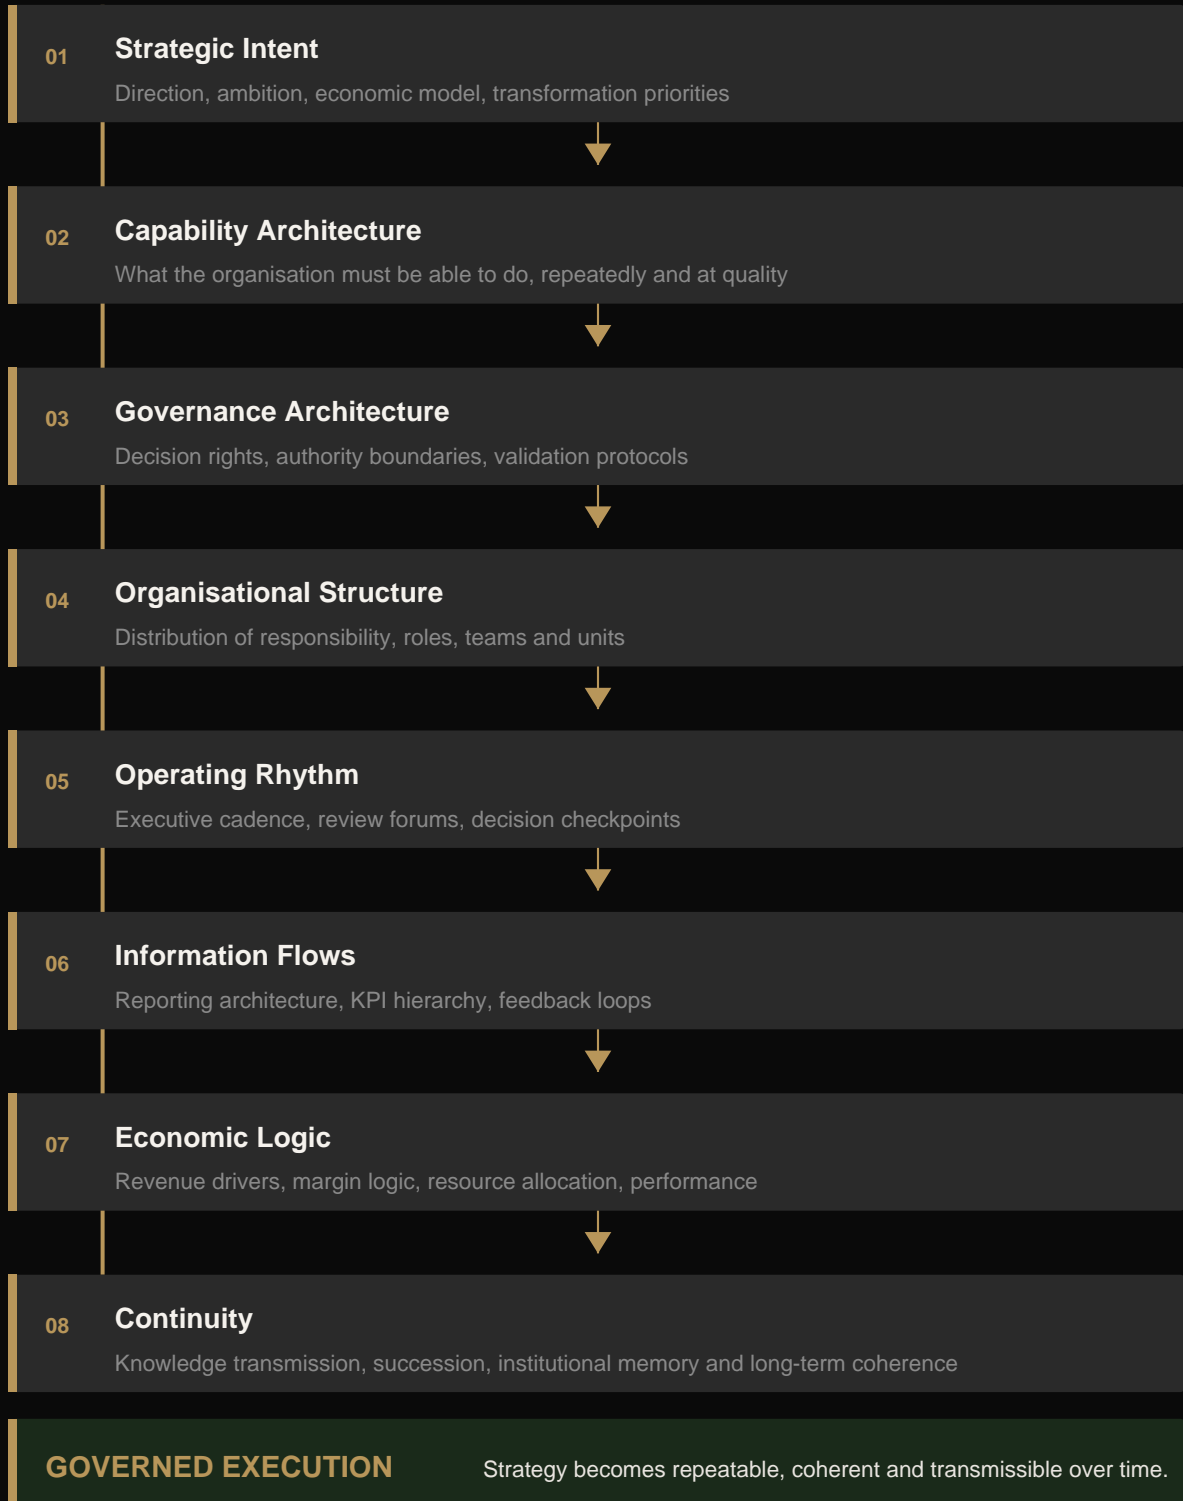 01
Strategic Intent
Direction, ambition, economic model, transformation priorities
02
Capability Architecture
What the organisation must be able to do, repeatedly and at quality
03
Governance Architecture
Decision rights, authority boundaries, validation protocols
04
Organisational Structure
Distribution of responsibility, roles, teams and units
05
Operating Rhythm
Executive cadence, review forums, decision checkpoints
06
Information Flows
Reporting architecture, KPI hierarchy, feedback loops
07
Economic Logic
Revenue drivers, margin logic, resource allocation, performance
08
Continuity
Knowledge transmission, succession, institutional memory and long-term coherence
GOVERNED EXECUTION
Strategy becomes repeatable, coherent and transmissible over time.